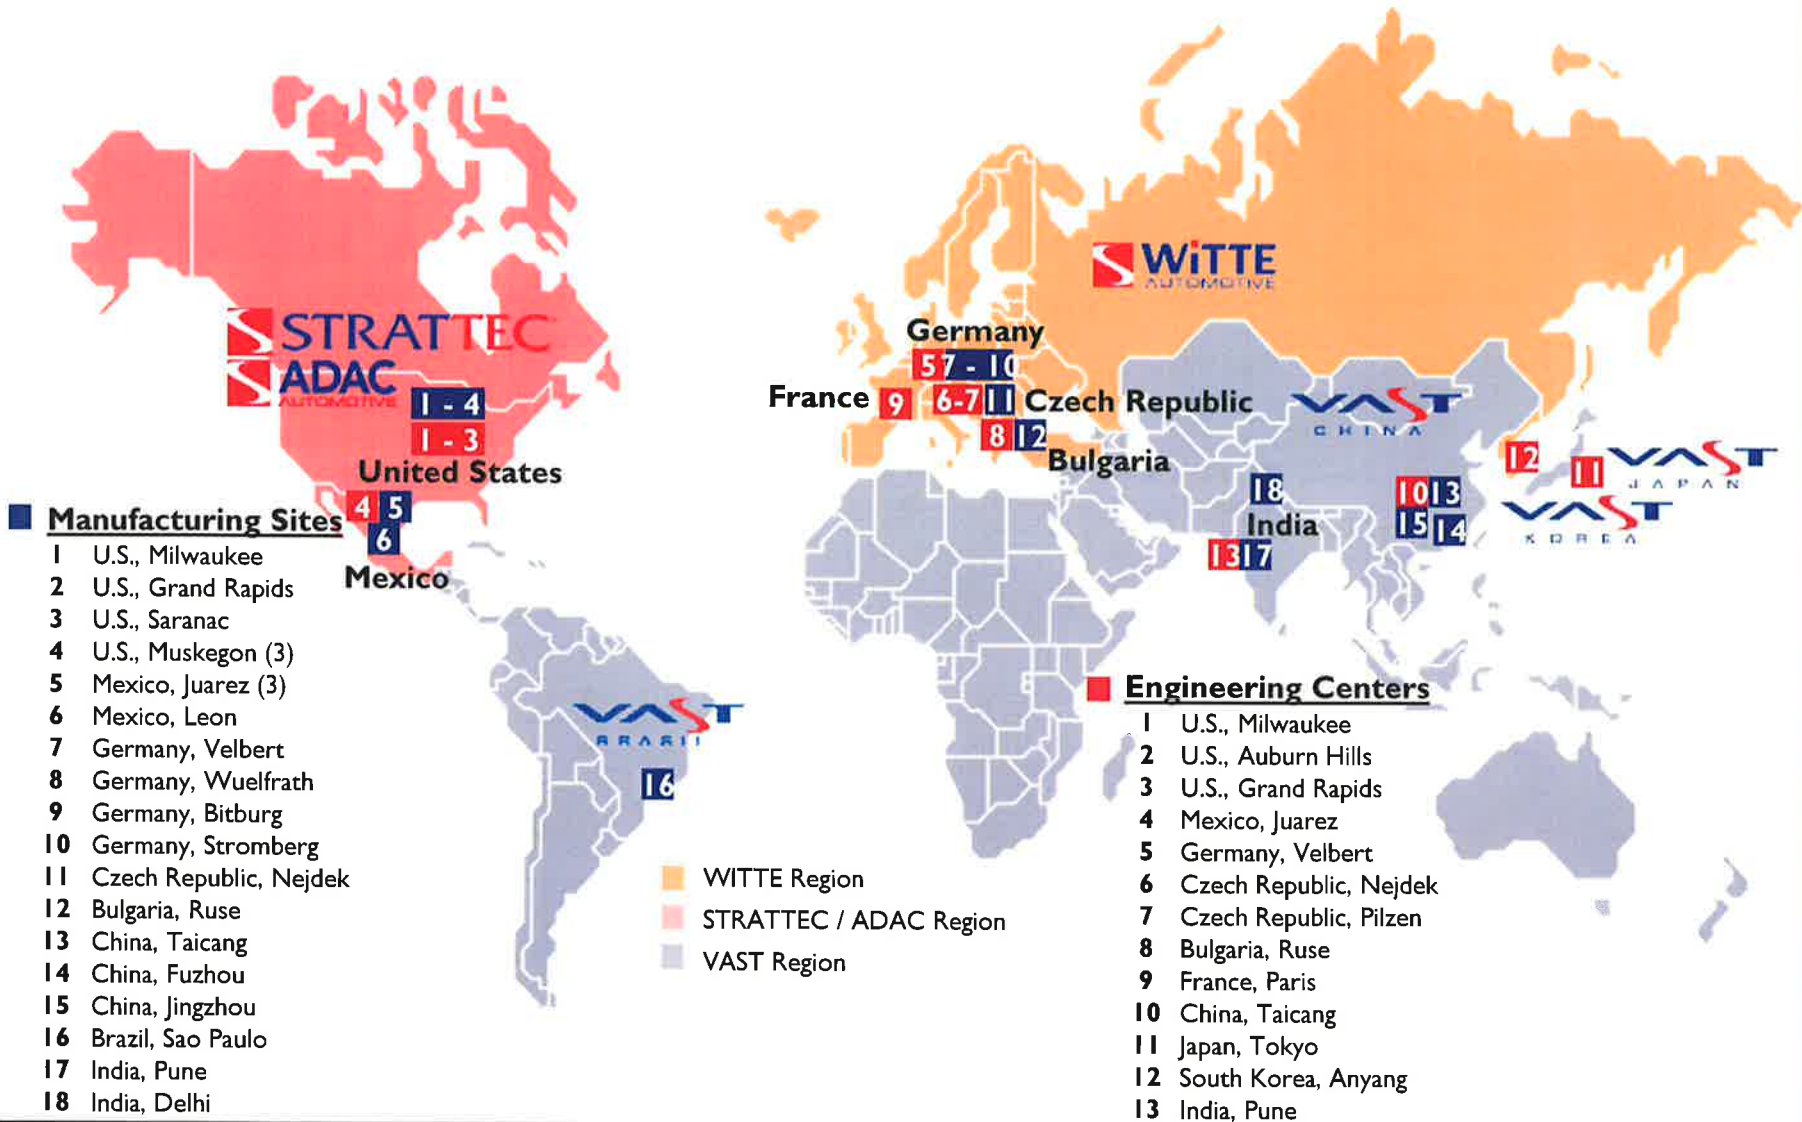 STRATTEC
ADAC
AUTOMOTIVE
1 - 4
1 - 3
United States
4 5
6
Mexico
WiTTE
AUTOMOTIVE
Germany
5 7 - 10
France 9 6-7 11 Czech Republic
8 12
Bulgaria
VAST
CHINA
12
11 VAST
JAPAN
VAST
KOREA
18
India
13 17
10 13
15 14
VAST
BRASIL
16
Manufacturing Sites
1 U.S., Milwaukee
2 U.S., Grand Rapids
3 U.S., Saranac
4 U.S., Muskegon (3)
5 Mexico, Juarez (3)
6 Mexico, Leon
7 Germany, Velbert
8 Germany, Wuelfrath
9 Germany, Bitburg
10 Germany, Stromberg
11 Czech Republic, Nejdek
12 Bulgaria, Ruse
13 China, Taicang
14 China, Fuzhou
15 China, Jingzhou
16 Brazil, Sao Paulo
17 India, Pune
18 India, Delhi
WITTE Region
STRATTEC / ADAC Region
VAST Region
Engineering Centers
1 U.S., Milwaukee
2 U.S., Auburn Hills
3 U.S., Grand Rapids
4 Mexico, Juarez
5 Germany, Velbert
6 Czech Republic, Nejdek
7 Czech Republic, Pilzen
8 Bulgaria, Ruse
9 France, Paris
10 China, Taicang
11 Japan, Tokyo
12 South Korea, Anyang
13 India, Pune